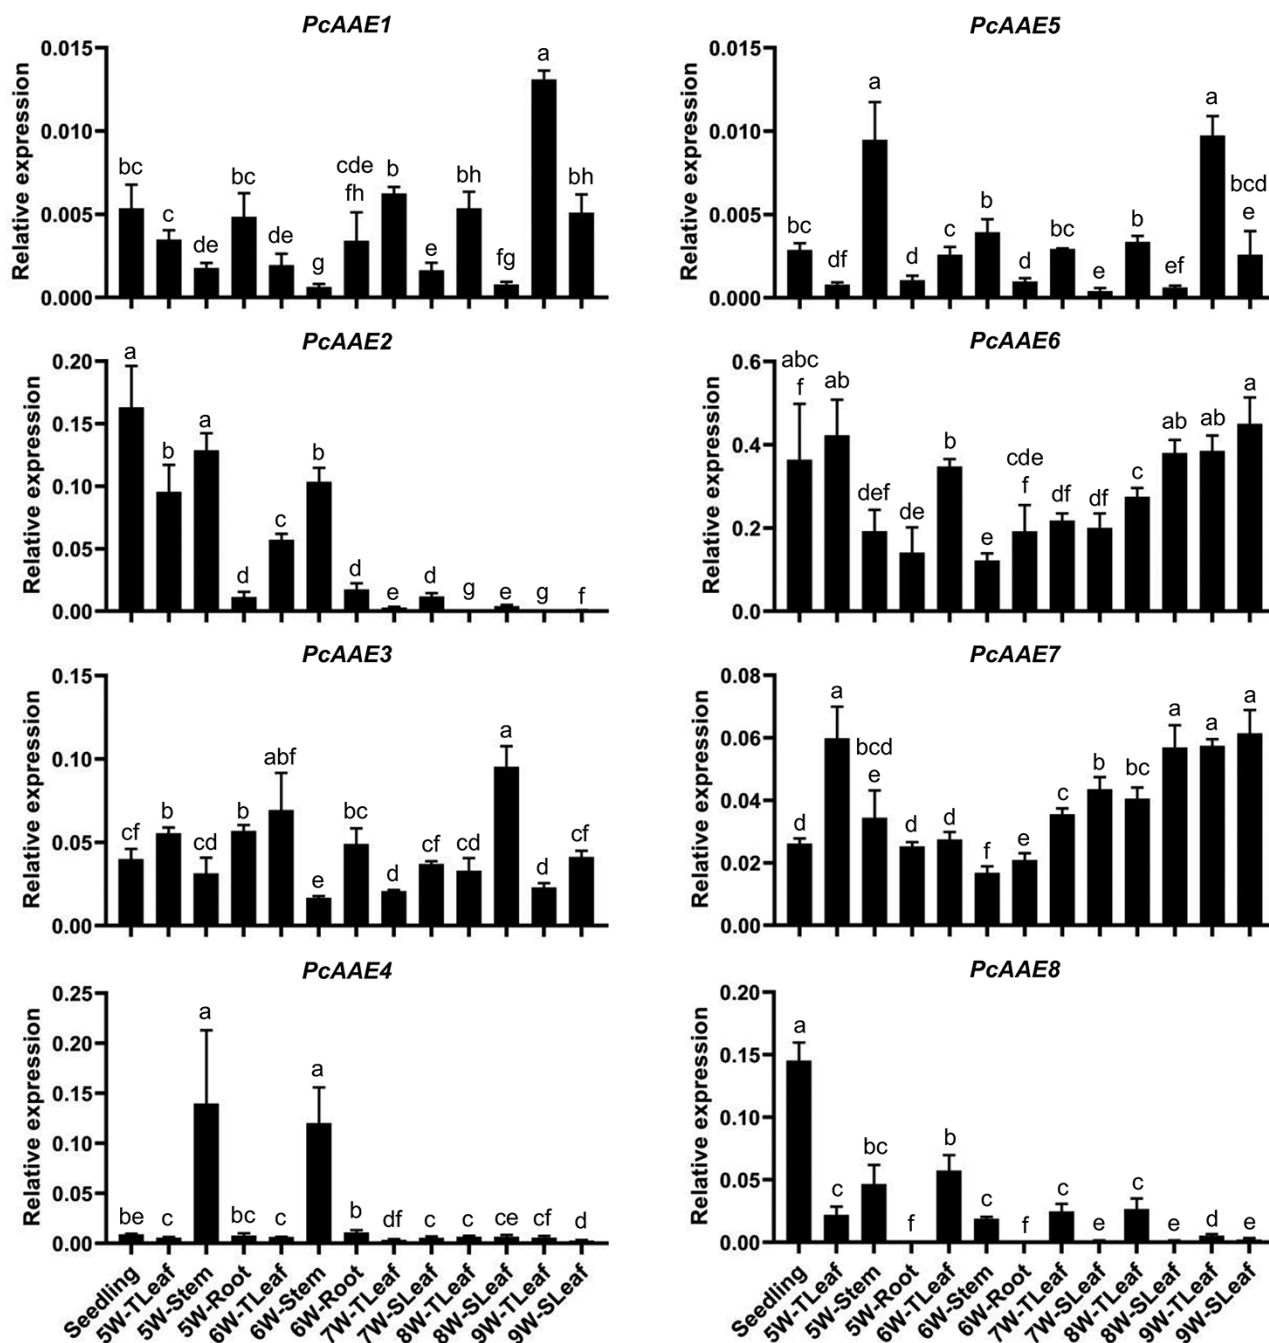 PcAAE1
Relative expression
0.015
0.010
0.005
0.000
bc
c
de
bc
de
g
cde
fh
b
e
bh
fg
a
bh
PcAAE5
Relative expression
0.015
0.010
0.005
0.000
bc
df
a
d
c
b
d
bc
e
b
ef
a
bcd
e
PcAAE2
Relative expression
0.20
0.15
0.10
0.05
0.00
a
b
a
d
c
b
d
e
d
g
e
g
f
PcAAE6
Relative expression
0.6
0.4
0.2
0.0
abc
f
ab
def
de
b
e
cde
f
df
df
c
ab
ab
a
PcAAE3
Relative expression
0.15
0.10
0.05
0.00
cf
b
cd
b
abf
e
bc
d
cf
cd
a
d
cf
PcAAE7
Relative expression
0.08
0.06
0.04
0.02
0.00
d
a
bcd
e
d
d
f
e
c
b
bc
a
a
a
PcAAE4
Relative expression
0.25
0.20
0.15
0.10
0.05
0.00
be
c
a
bc
c
a
b
df
c
c
ce
cf
d
Seedling
5W-TLeaf
5W-Stem
5W-Root
6W-TLeaf
6W-Stem
6W-Root
7W-TLeaf
7W-SLeaf
8W-TLeaf
8W-SLeaf
9W-TLeaf
9W-SLeaf
PcAAE8
Relative expression
0.20
0.15
0.10
0.05
0.00
a
c
bc
f
b
c
f
c
e
c
e
d
e
Seedling
5W-TLeaf
5W-Stem
5W-Root
6W-TLeaf
6W-Stem
6W-Root
7W-TLeaf
7W-SLeaf
8W-TLeaf
8W-SLeaf
9W-TLeaf
9W-SLeaf